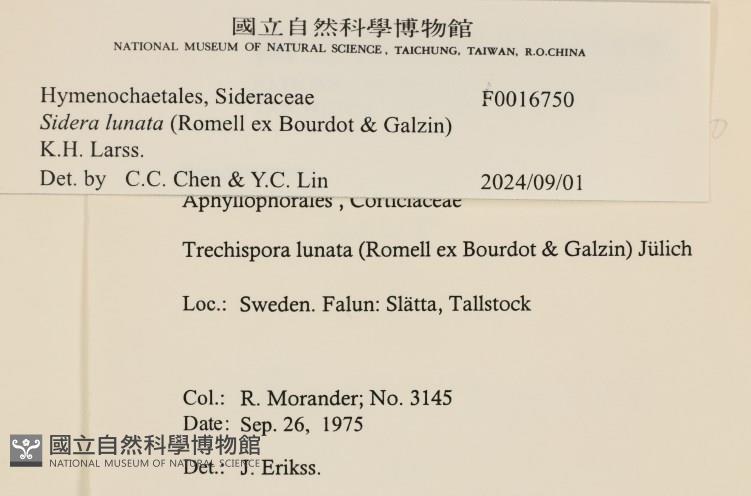 國立自然科學博物館
NATIONAL MUSEUM OF NATURAL SCIENCE, TAICHUNG, TAIWAN, R.O.CHINA
Hymenochaetales, Sideraceae F0016750
Sidera lunata (Romell ex Bourdot & Galzin)
K.H. Larss.
Det. by C.C. Chen & Y.C. Lin 2024/09/01
Aphyllophorales , Corticiaceae
Trechispora lunata (Romell ex Bourdot & Galzin) Jülich
Loc.: Sweden. Falun: Slätta, Tallstock
Col.: R. Morander; No. 3145
Date: Sep. 26, 1975
Det.: J. Erikss.
國立自然科學博物館
NATIONAL MUSEUM OF NATURAL SCIENCE